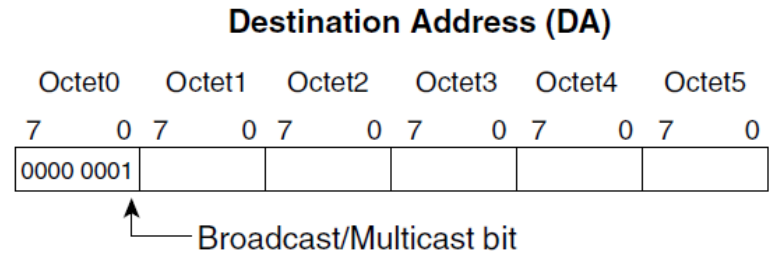 Destination Address (DA)
Octet0 Octet1 Octet2 Octet3 Octet4 Octet5
7 0 7 0 7 0 7 0 7 0 7 0
0000 0001
Broadcast/Multicast bit